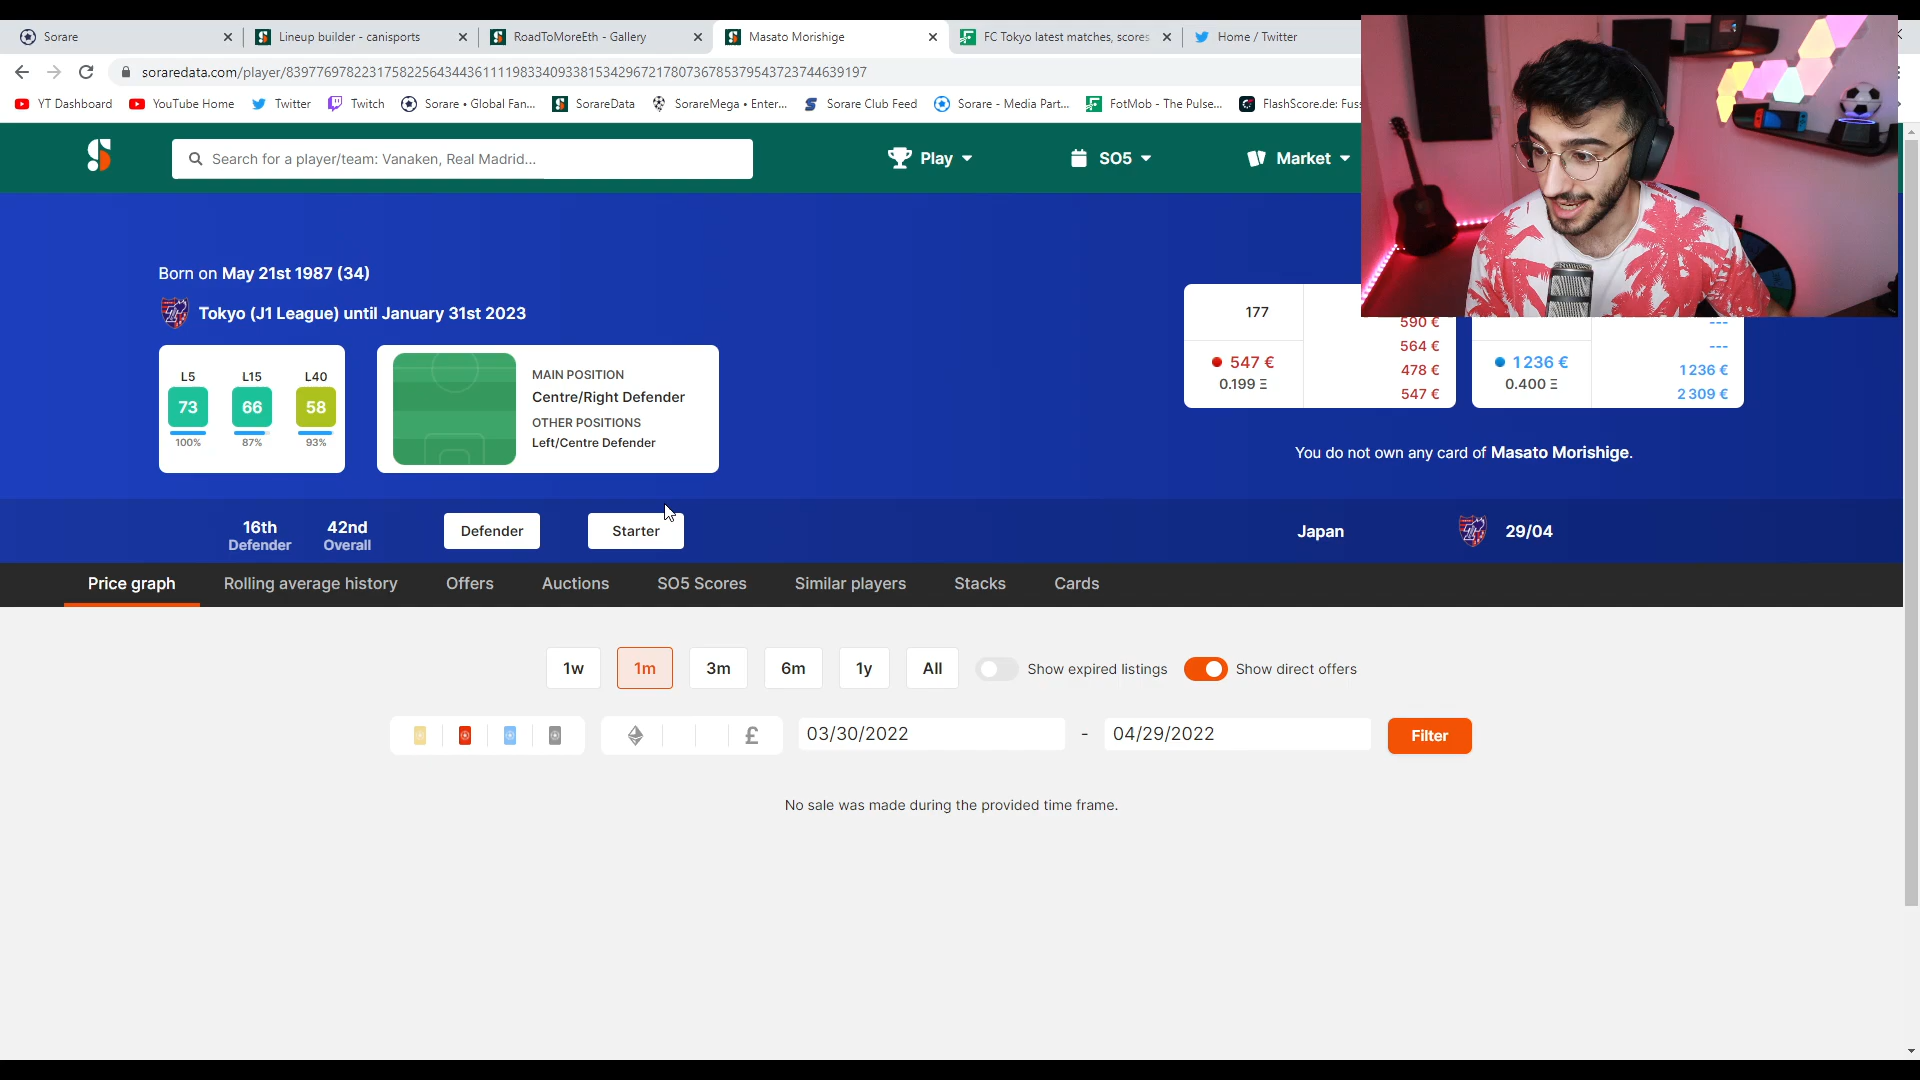 Sorare
Lineup builder - canisports
RoadToMoreEth - Gallery
Masato Morishige
FC Tokyo latest matches, scores
Home / Twitter
soraredata.com/player/83977697822317582256434436111198334093381534296721780736785379543723744639197
YT Dashboard
YouTube Home
Twitter
Twitch
Sorare • Global Fan...
SorareData
SorareMega • Enter...
Sorare Club Feed
Sorare - Media Part...
FotMob - The Pulse...
FlashScore.de: Fus
Search for a player/team: Vanaken, Real Madrid...
Play
SO5
Market
Born on May 21st 1987 (34)
Tokyo (J1 League) until January 31st 2023
L5 L15 L40
73 66 58
100% 87% 93%
MAIN POSITION
Centre/Right Defender
OTHER POSITIONS
Left/Centre Defender
177
547 €
0.199 Ξ
590 €
564 €
478 €
547 €
1236 €
0.400 Ξ
---
---
1236 €
2309 €
You do not own any card of Masato Morishige.
16th
Defender
42nd
Overall
Defender
Starter
Japan
29/04
Price graph
Rolling average history
Offers
Auctions
SO5 Scores
Similar players
Stacks
Cards
1w
1m
3m
6m
1y
All
Show expired listings
Show direct offers
£
03/30/2022
-
04/29/2022
Filter
No sale was made during the provided time frame.